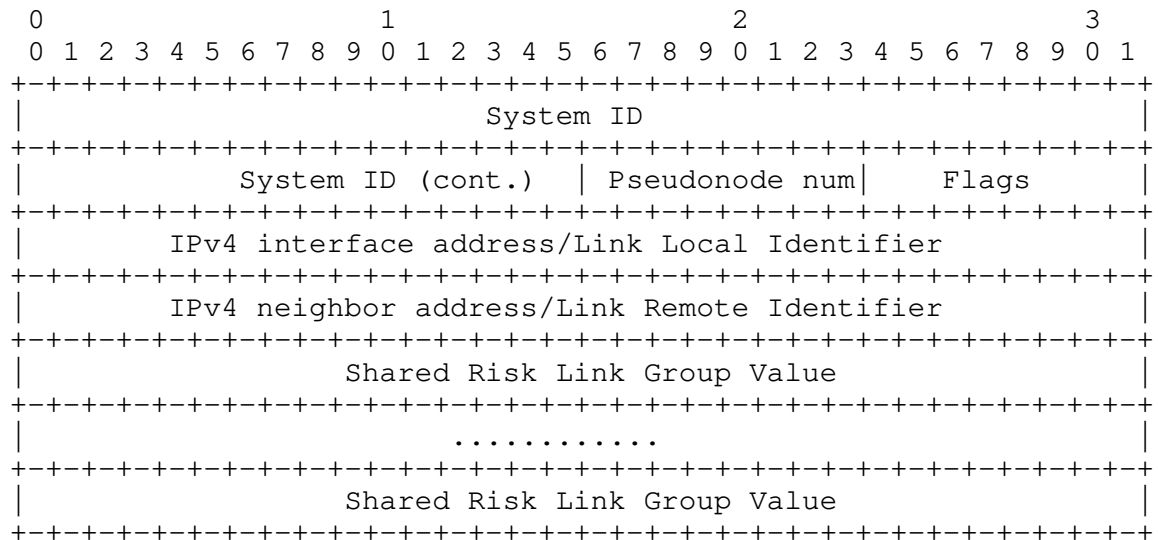 0                   1                   2                   3
 0 1 2 3 4 5 6 7 8 9 0 1 2 3 4 5 6 7 8 9 0 1 2 3 4 5 6 7 8 9 0 1
+-+-+-+-+-+-+-+-+-+-+-+-+-+-+-+-+-+-+-+-+-+-+-+-+-+-+-+-+-+-+-+-+
|                          System ID                            |
+-+-+-+-+-+-+-+-+-+-+-+-+-+-+-+-+-+-+-+-+-+-+-+-+-+-+-+-+-+-+-+-+
|            System ID (cont.)  | Pseudonode num|    Flags      |
+-+-+-+-+-+-+-+-+-+-+-+-+-+-+-+-+-+-+-+-+-+-+-+-+-+-+-+-+-+-+-+-+
|        IPv4 interface address/Link Local Identifier           |
+-+-+-+-+-+-+-+-+-+-+-+-+-+-+-+-+-+-+-+-+-+-+-+-+-+-+-+-+-+-+-+-+
|        IPv4 neighbor address/Link Remote Identifier           |
+-+-+-+-+-+-+-+-+-+-+-+-+-+-+-+-+-+-+-+-+-+-+-+-+-+-+-+-+-+-+-+-+
|                  Shared Risk Link Group Value                 |
+-+-+-+-+-+-+-+-+-+-+-+-+-+-+-+-+-+-+-+-+-+-+-+-+-+-+-+-+-+-+-+-+
|                        ............                           |
+-+-+-+-+-+-+-+-+-+-+-+-+-+-+-+-+-+-+-+-+-+-+-+-+-+-+-+-+-+-+-+-+
|                  Shared Risk Link Group Value                 |
+-+-+-+-+-+-+-+-+-+-+-+-+-+-+-+-+-+-+-+-+-+-+-+-+-+-+-+-+-+-+-+-+